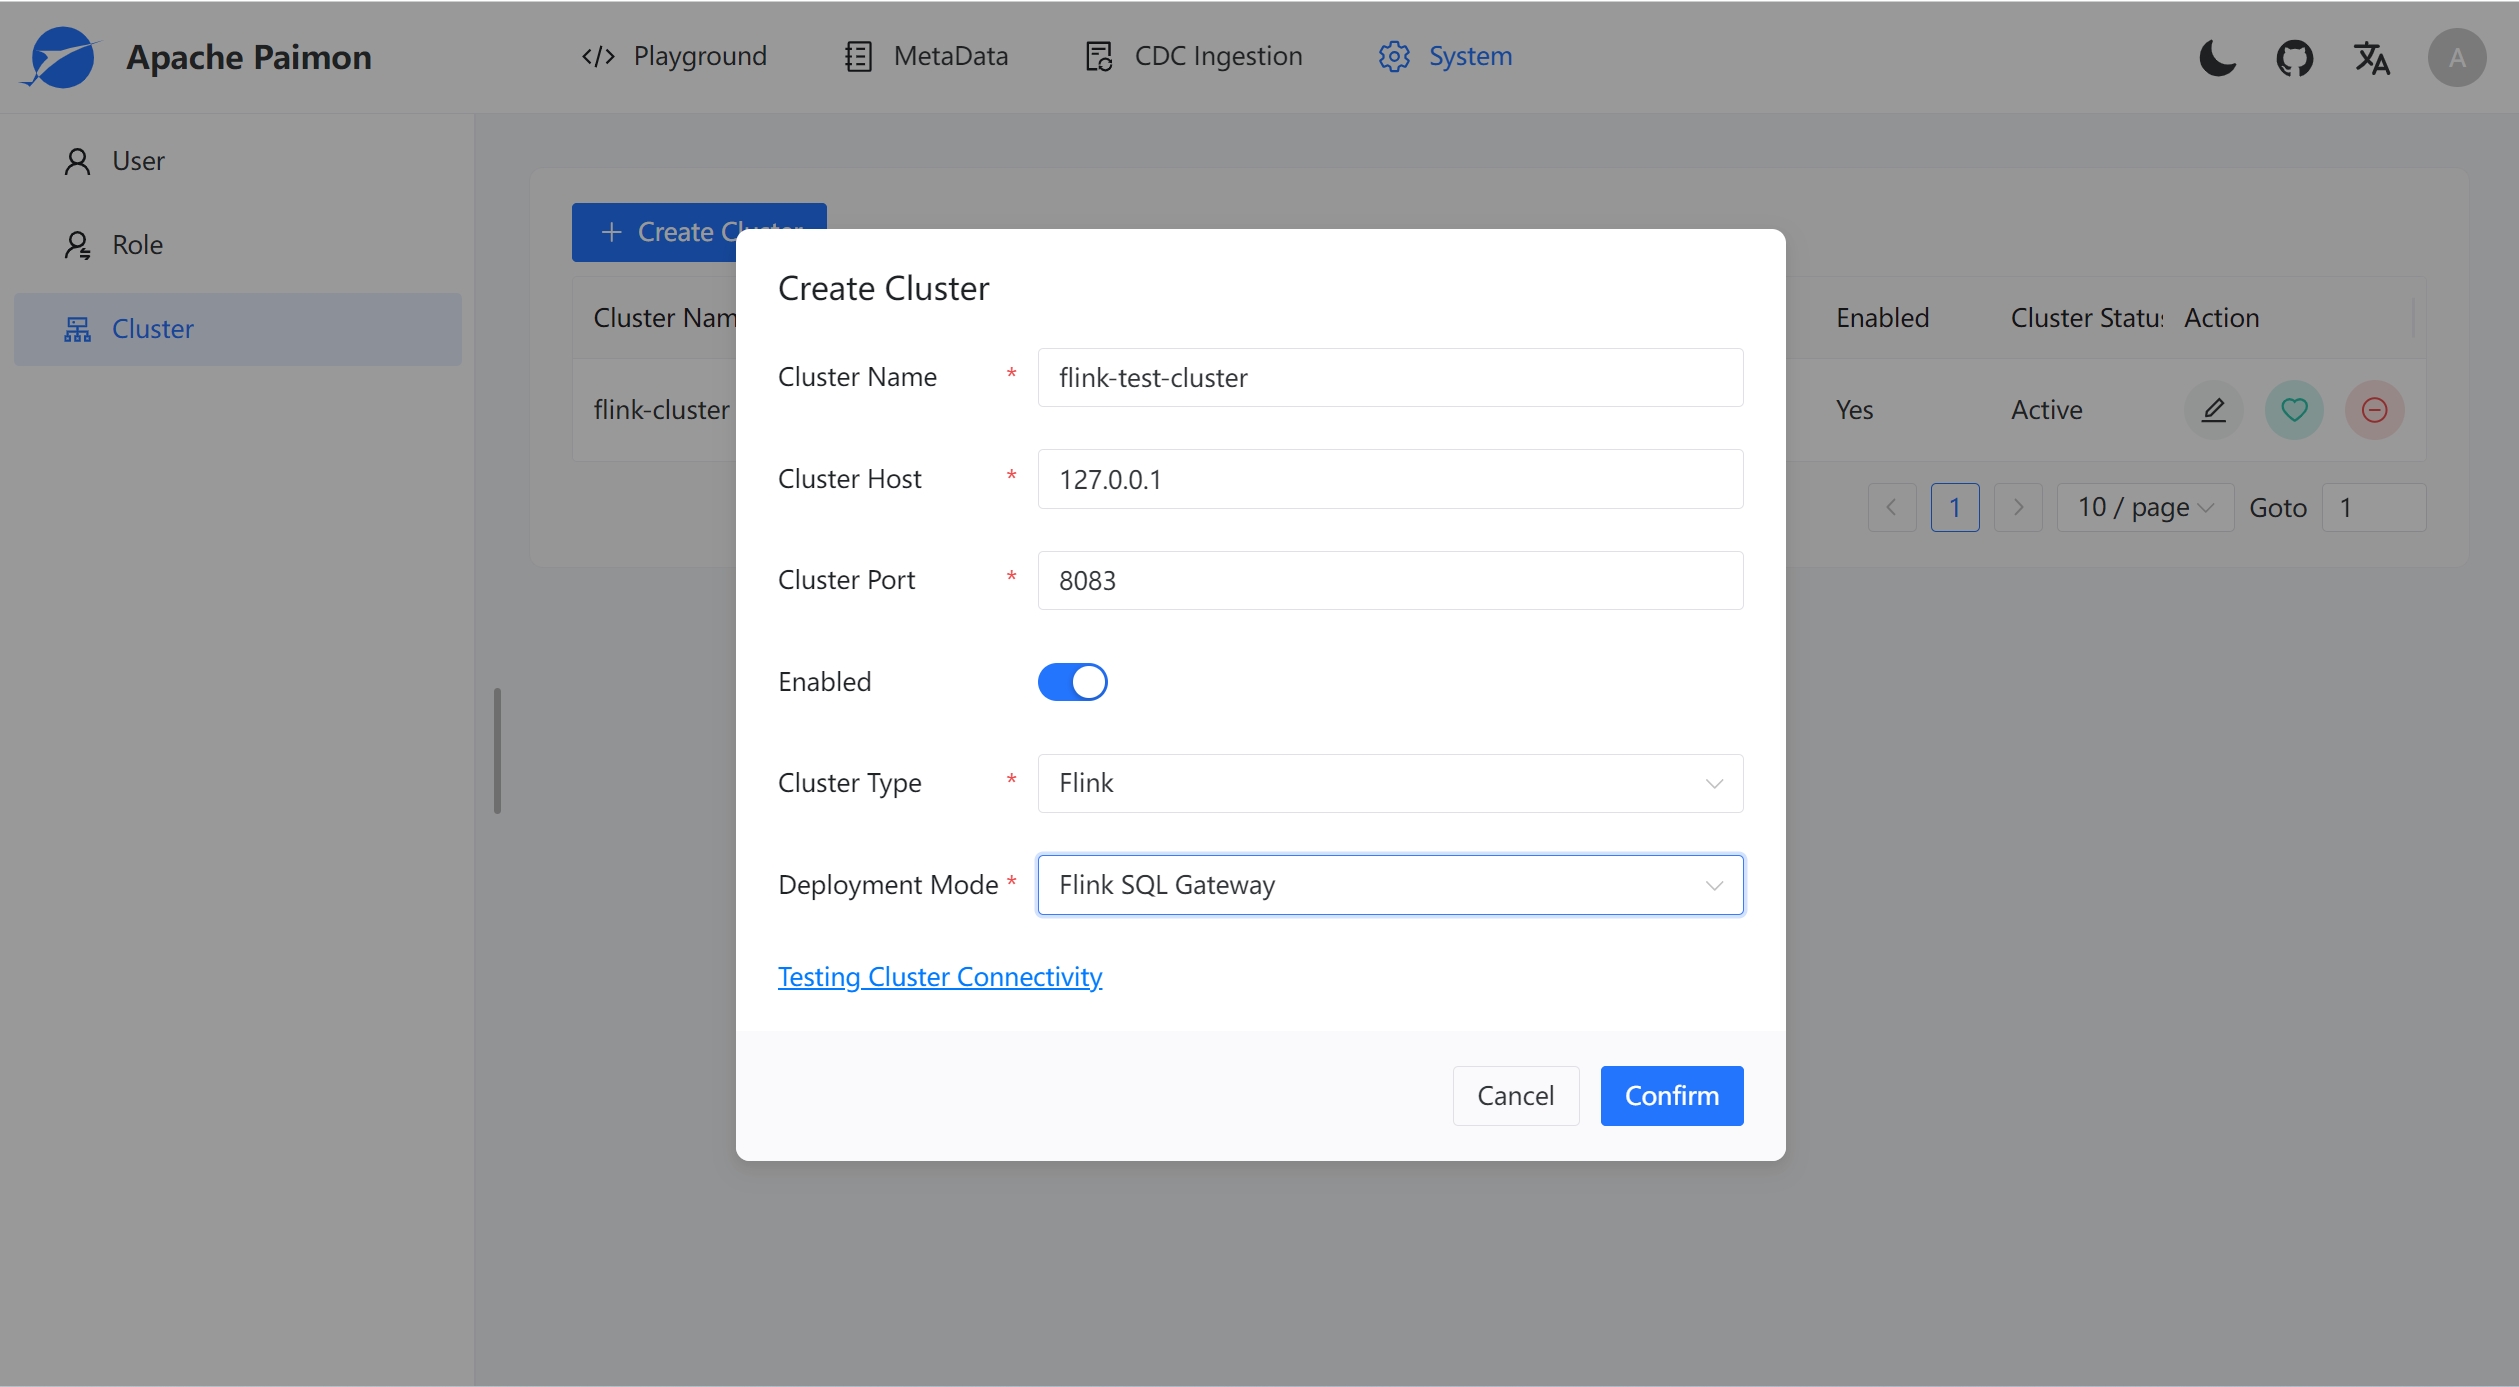 Apache Paimon
Playground
MetaData
CDC Ingestion
System
A
User
Role
Cluster
Create
Cluster Nam
Enabled
Cluster Status
Action
flink-cluster
Yes
Active
1
10 / page
Goto
1
Create Cluster
Cluster Name *
flink-test-cluster
Cluster Host *
127.0.0.1
Cluster Port *
8083
Enabled
Cluster Type *
Flink
Deployment Mode *
Flink SQL Gateway
Testing Cluster Connectivity
Cancel
Confirm